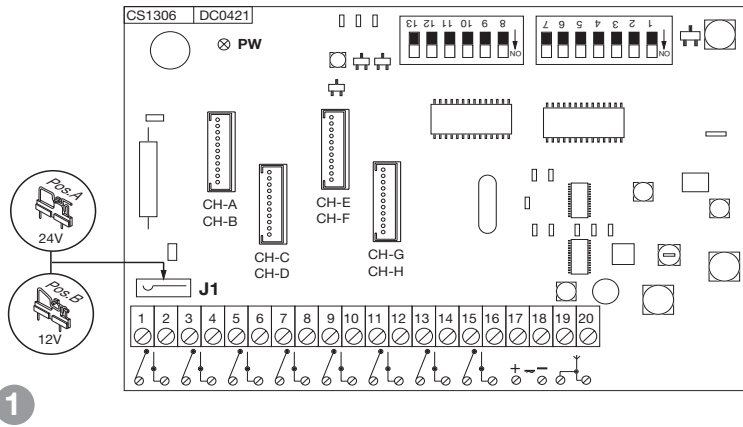 CS1306 DC0421
PW
13 12 11 10 9 8
ON
7 6 5 4 3 2 1
ON
CH-A
CH-B
CH-C
CH-D
CH-E
CH-F
CH-G
CH-H
Pos.A
24V
Pos.B
12V
J1
1 2 3 4 5 6 7 8 9 10 11 12 13 14 15 16 17 18 19 20
+ −
1